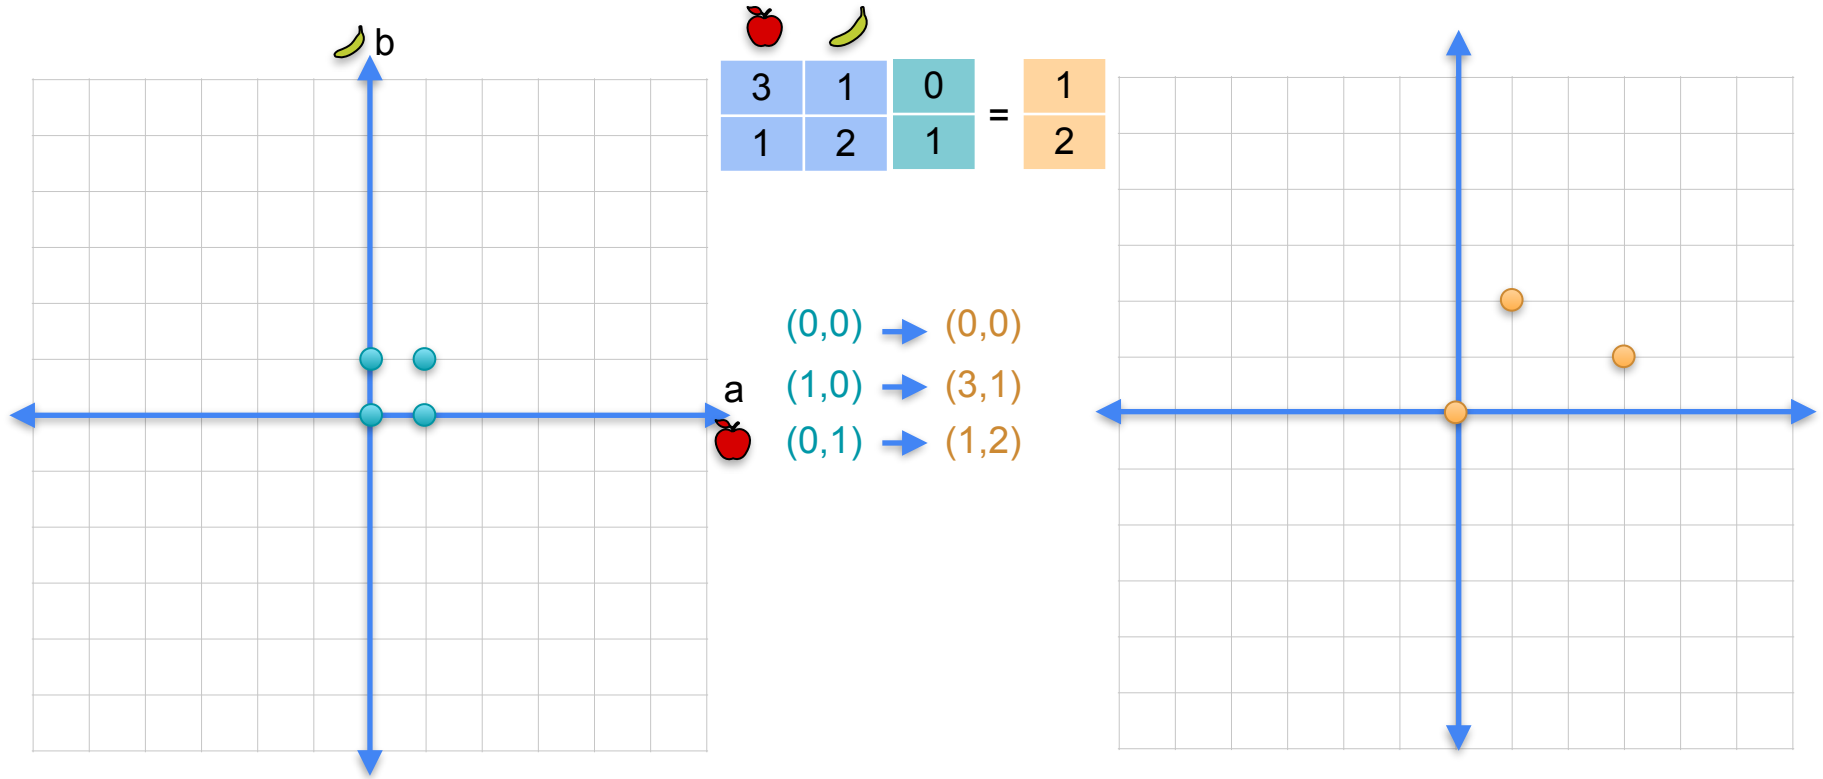 b
3 1 0 = 1
1 2 1 2
(0,0) (0,0)
a
(1,0) (3,1)
(0,1) (1,2)